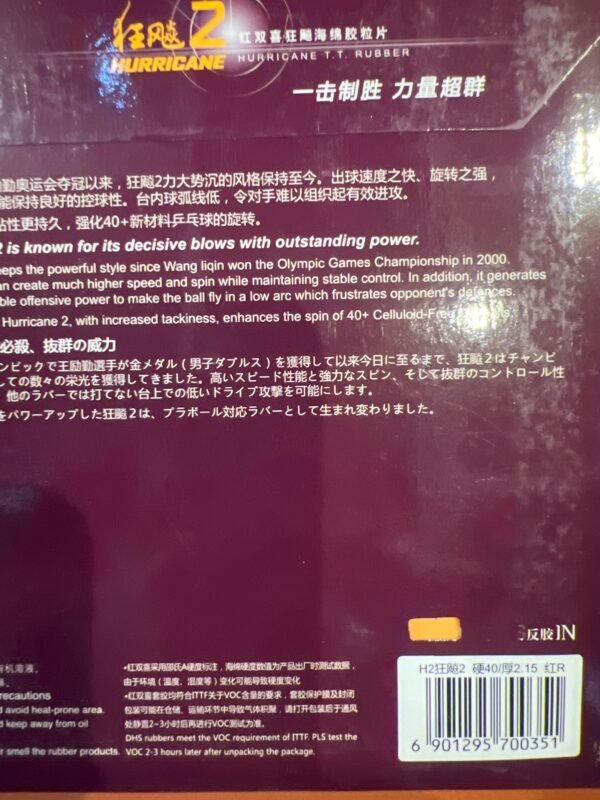 狂飚2
HURRICANE
红双喜狂飚海绵胶粒片
HURRICANE T.T. RUBBER
一击制胜 力量超群
勤奥运会夺冠以来，狂飚2力大势沉的风格保持至今。出球速度之快、旋转之强，
能保持良好的控球性。台内球弧线低，令对手难以组织起有效进攻。
粘性更持久，强化40+新材料乒乓球的旋转。
2 is known for its decisive blows with outstanding power.
eeps the powerful style since Wang liqin won the Olympic Games Championship in 2000.
an create much higher speed and spin while maintaining stable control. In addition, it generates
ble offensive power to make the ball fly in a low arc which frustrates opponent's defences.
Hurricane 2, with increased tackiness, enhances the spin of 40+ Celluloid-Free
必殺、抜群の威力
ンピックで王励勤選手が金メダル（男子ダブルス）を獲得して以来今日に至るまで、狂飚2はチャンピ
しての数々の栄光を獲得してきました。高いスピード性能と強力なスピン、そして抜群のコントロール性
他のラバーでは打てない台上での低いドライブ攻撃を可能にします。
をパワーアップした狂飚2は、プラボール対応ラバーとして生まれ変わりました。
反胶IN
H2狂飚2 硬40/厚2.15 红R
6 901295 700351
有机溶液。
recautions
d avoid heat-prone area.
d keep away from oil
r smell the rubber products.
•红双喜采用邵氏A硬度标注，海绵硬度数值为产品出厂时测试数据，
由于环境（温度、湿度等）变化可能导致硬度变化
•红双喜套胶均符合ITTF关于VOC含量的要求，套胶保护膜及封闭
包装可能在仓储、运输环节中导致气体积聚，请打开包装后于通风
处静置2~3小时后再进行VOC测试为准。
DHS rubbers meet the VOC requirement of ITTF. PLS test the
VOC 2-3 hours later after unpacking the package.